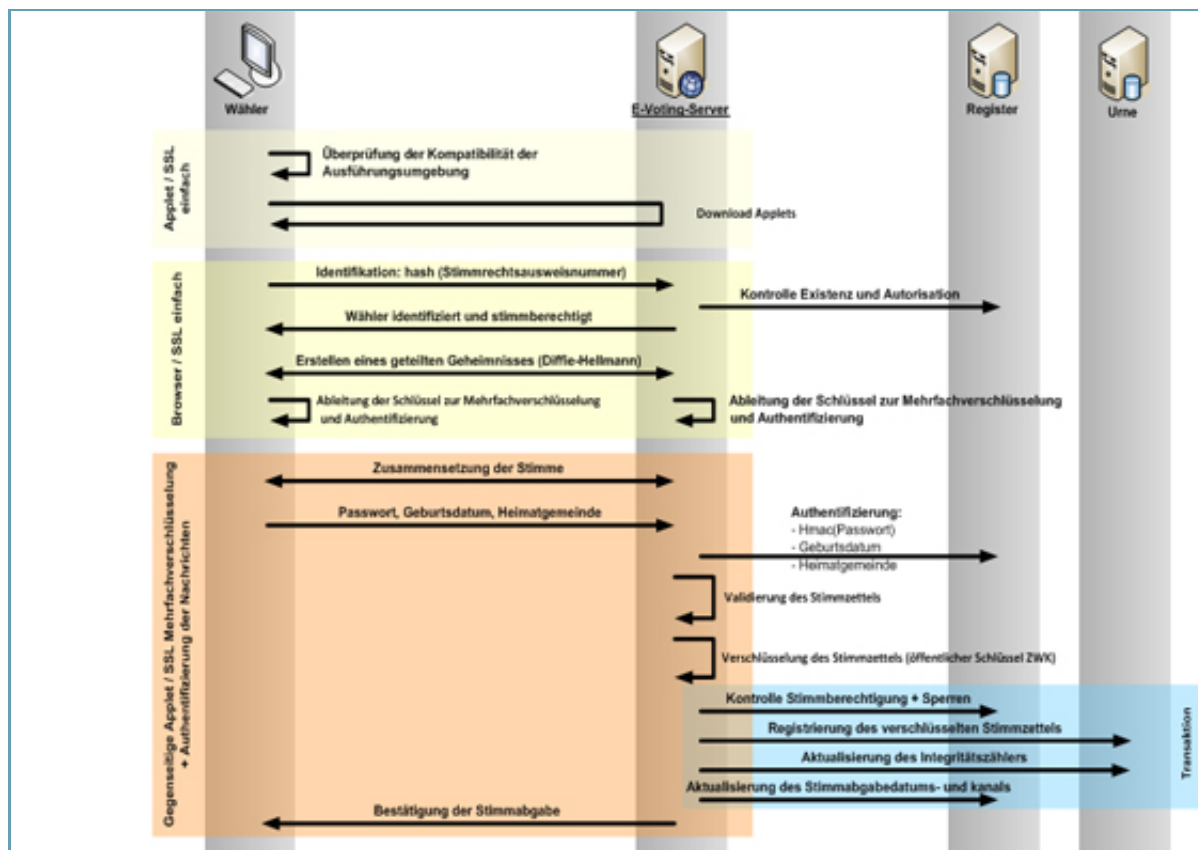 Wähler
E-Voting-Server
Register
Urne
Applet / SSL
einfach
Überprüfung der Kompatibilität der
Ausführungsumgebung
Download Applets
Browser / SSL einfach
Identifikation: hash (Stimmrechtsausweisnummer)
Kontrolle Existenz und Autorisation
Wähler identifiziert und stimmberechtigt
Erstellen eines geteilten Geheimnisses (Diffie-Hellmann)
Ableitung der Schlüssel zur Mehrfachverschlüsselung
und Authentifizierung
Ableitung der Schlüssel zur Mehrfachverschlüsselung
und Authentifizierung
Gegenseitige Applet / SSL Mehrfachverschlüsselung
+ Authentifizierung der Nachrichten
Zusammensetzung der Stimme
Passwort, Geburtsdatum, Heimatgemeinde
Authentifizierung:
- Hmac(Passwort)
- Geburtsdatum
- Heimatgemeinde
Validierung des Stimmzettels
Verschlüsselung des Stimmzettels (öffentlicher Schlüssel ZWK)
Kontrolle Stimmberechtigung + Sperren
Registrierung des verschlüsselten Stimmzettels
Aktualisierung des Integritätszählers
Aktualisierung des Stimmabgabedatums- und kanals
Transaktion
Bestätigung der Stimmabgabe